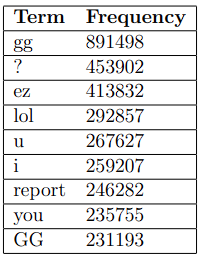 Term Frequency
gg 891498
? 453902
ez 413832
lol 292857
u 267627
i 259207
report 246282
you 235755
GG 231193